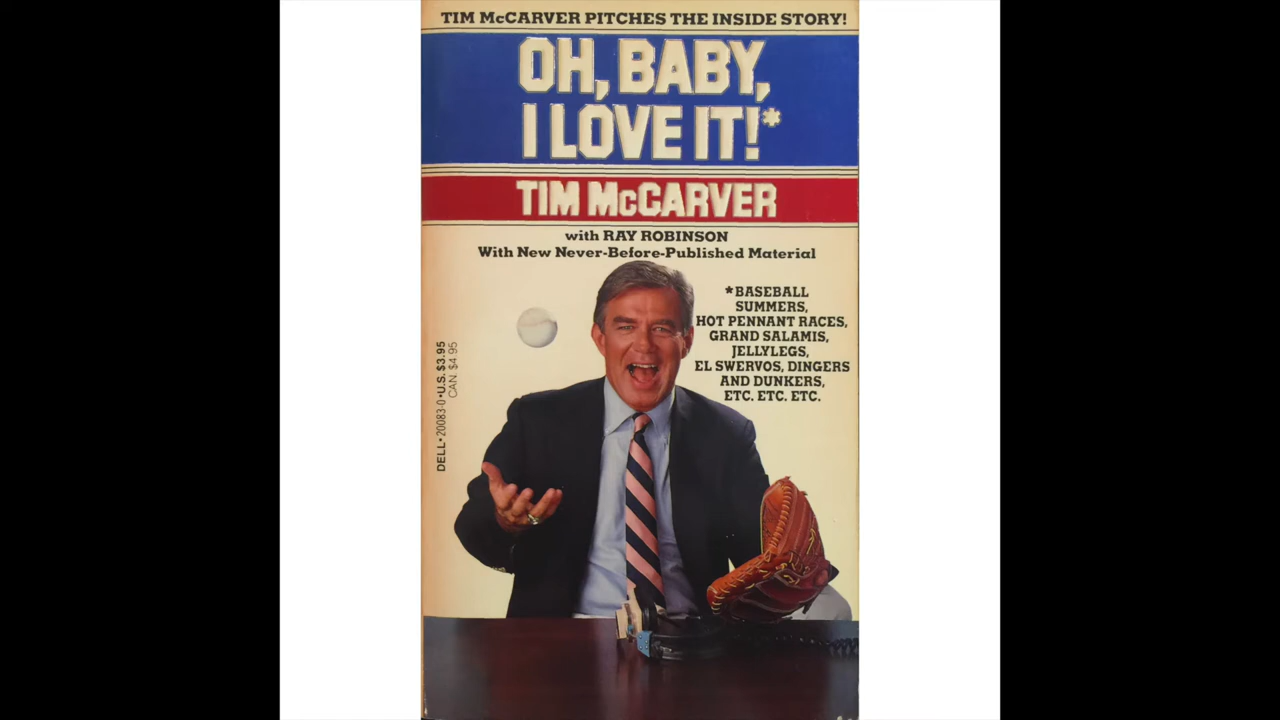 TIM McCARVER PITCHES THE INSIDE STORY!
OH, BABY,
I LOVE IT!*
TIM McCARVER
with RAY ROBINSON
With New Never-Before-Published Material
*BASEBALL
SUMMERS,
HOT PENNANT RACES,
GRAND SALAMIS,
JELLYLEGS,
EL SWERVOS, DINGERS
AND DUNKERS,
ETC. ETC. ETC.
DELL•20083-0•U.S. $3.95
CAN $4.95